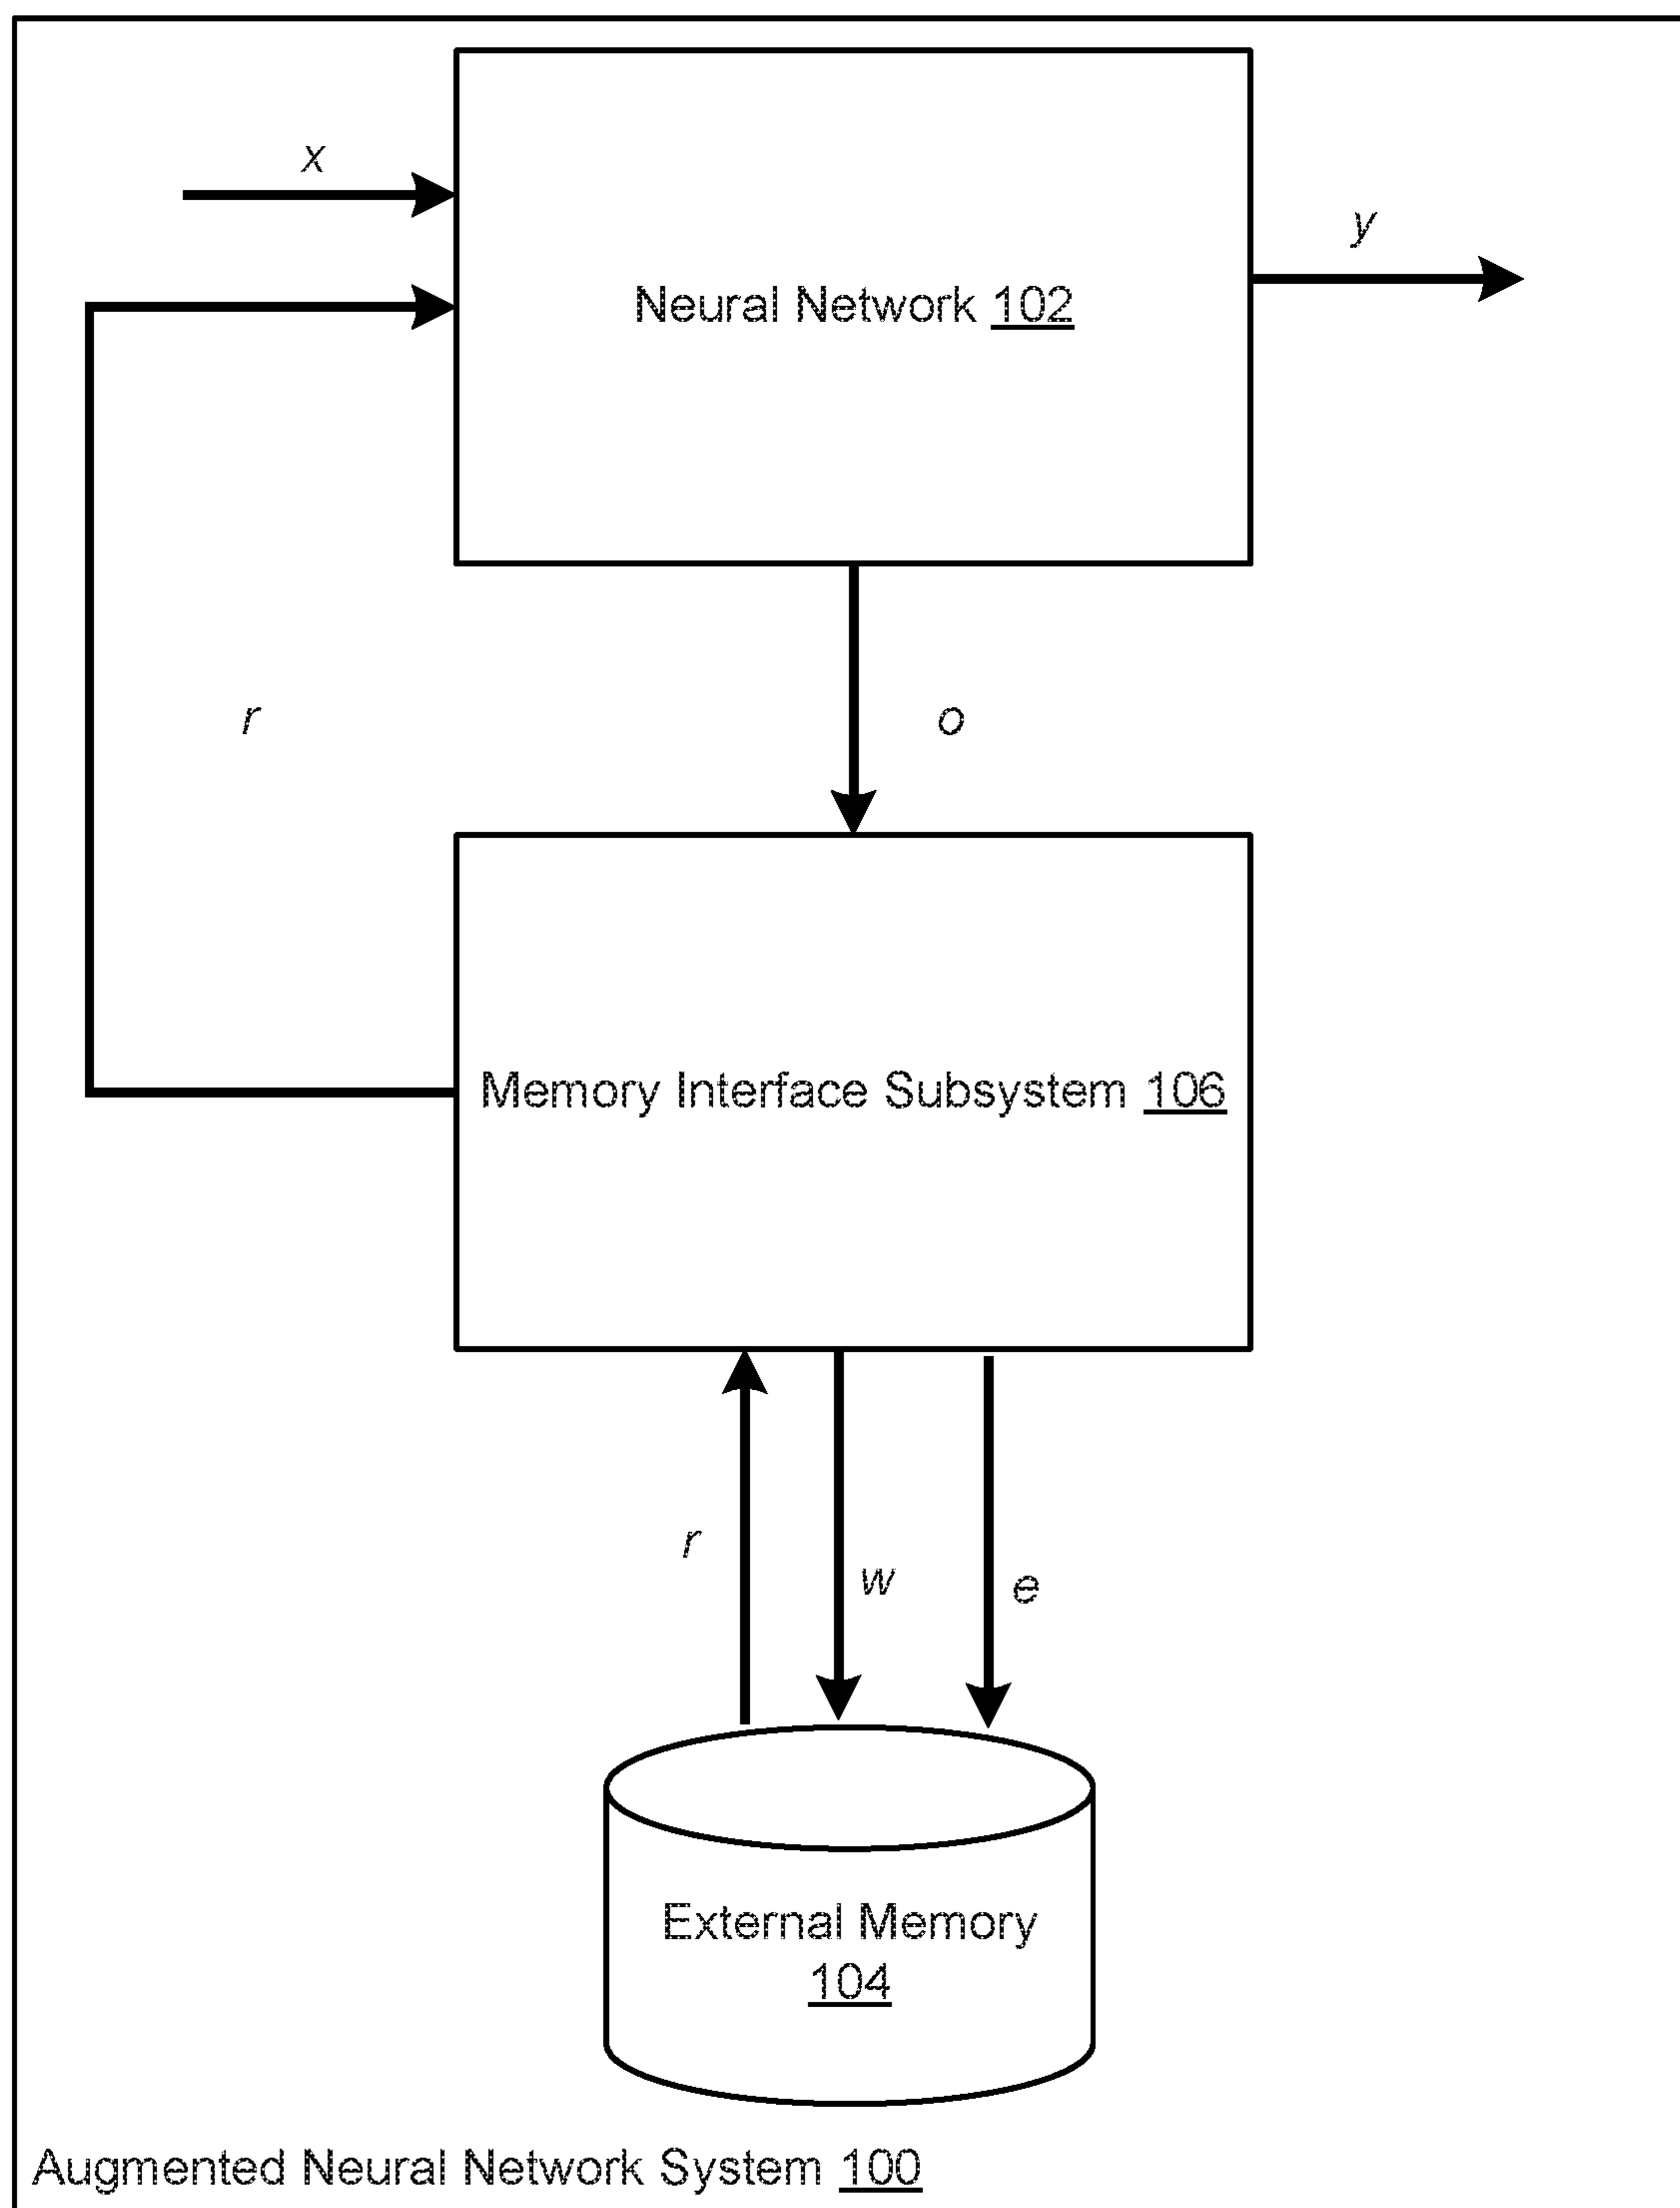 x
y
Neural Network 102
r
o
Memory Interface Subsystem 106
r
w
e
External Memory
104
Augmented Neural Network System 100